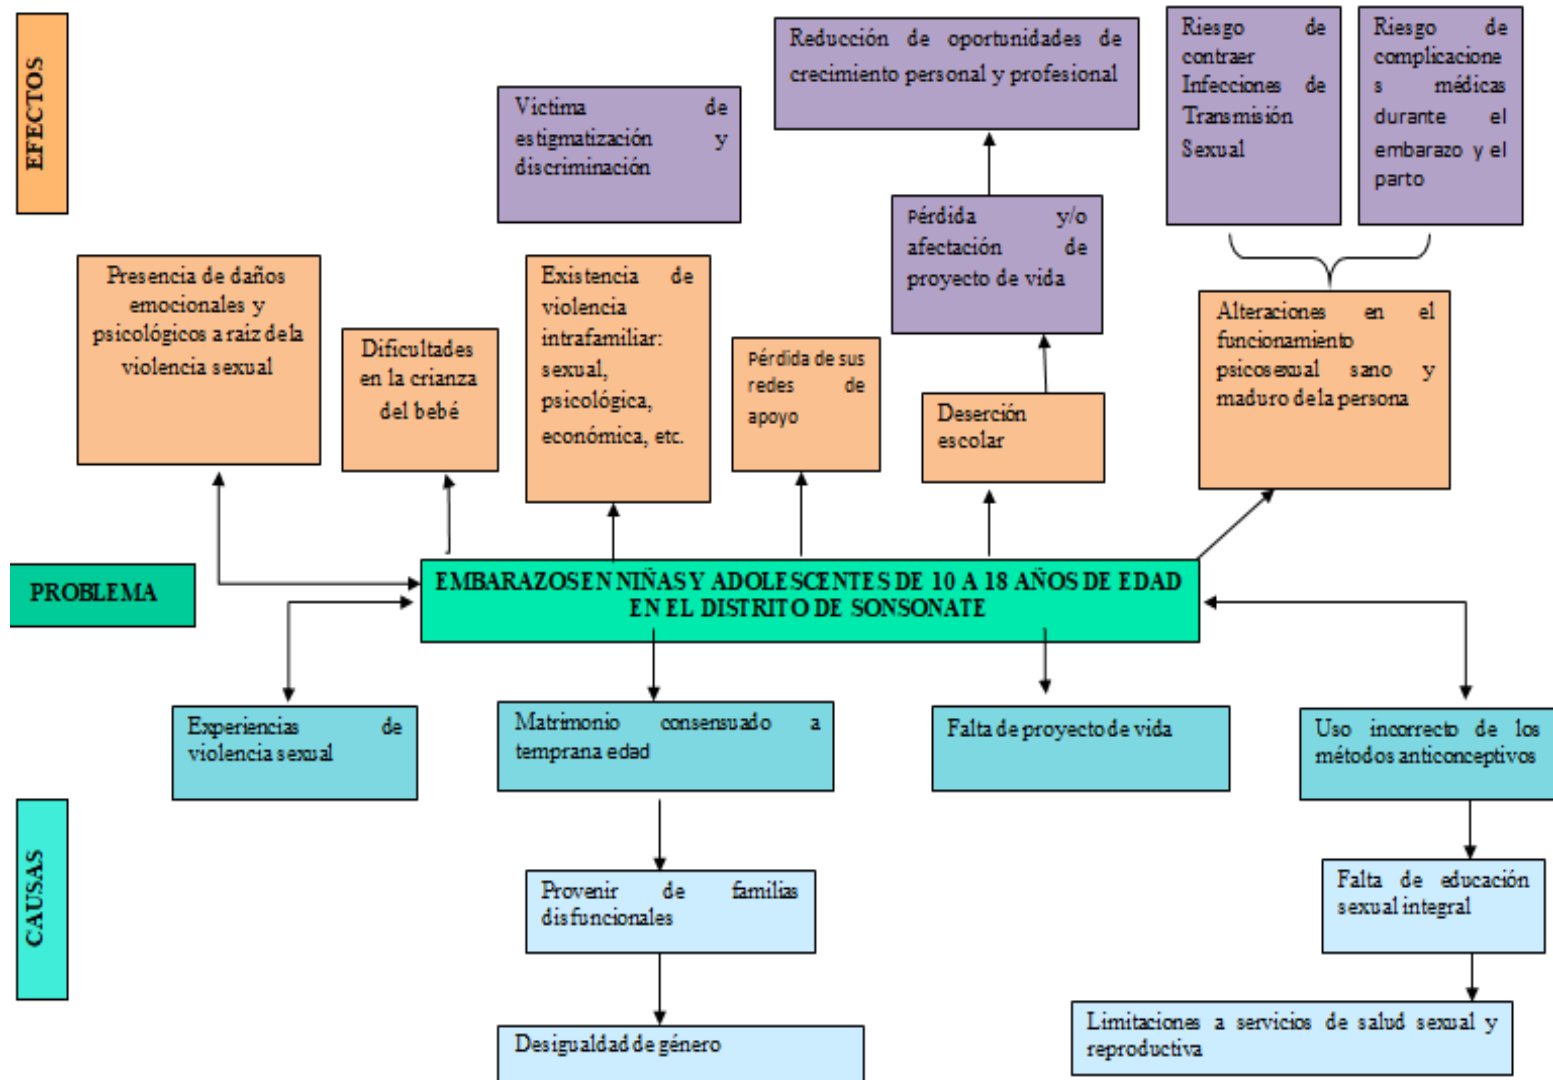 EFECTOS
Reducción de oportunidades de
crecimiento personal y profesional
Riesgo de
contraer
Infecciones de
Transmisión
Sexual
Riesgo de
complicacione
s médicas
durante el
embarazo y el
parto
Víctima de
estigmatización y
discriminación
Pérdida y/o
afectación de
proyecto de vida
Presencia de daños
emocionales y
psicológicos a raíz de la
violencia sexual
Dificultades
en la crianza
del bebé
Existencia de
violencia
intrafamiliar:
sexual,
psicológica,
económica, etc.
Pérdida de sus
redes de
apoyo
Deserción
escolar
Alteraciones en el
funcionamiento
psicosexual sano y
maduro de la persona
PROBLEMA
EMBARAZOS EN NIÑAS Y ADOLESCENTES DE 10 A 18 AÑOS DE EDAD
EN EL DISTRITO DE SONSONATE
Experiencias de
violencia sexual
Matrimonio consensuado a
temprana edad
Falta de proyecto de vida
Uso incorrecto de los
métodos anticonceptivos
CAUSAS
Provenir de familias
disfuncionales
Falta de educación
sexual integral
Desigualdad de género
Limitaciones a servicios de salud sexual y
reproductiva